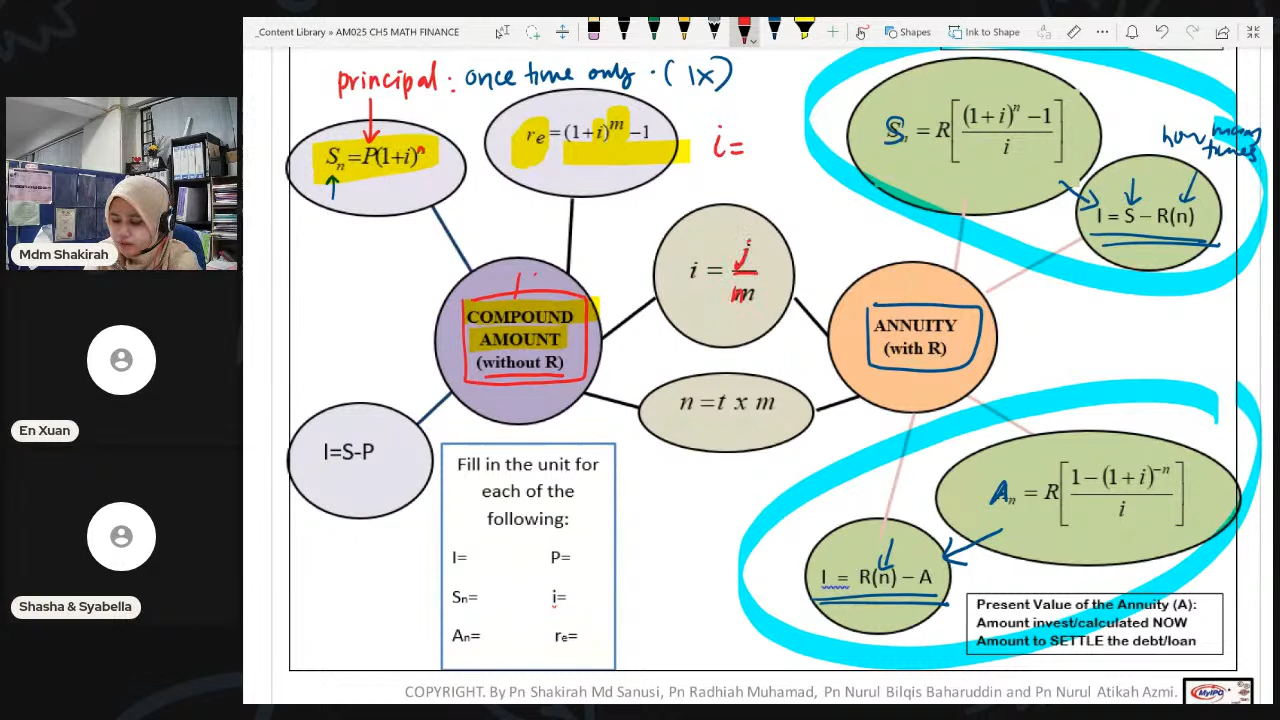 _Content Library » AM025 CH5 MATH FINANCE
Shapes
Ink to Shape
principal : once time only . ( 1X )
Sn = P(1+i)^n
re = (1+i)^m −1
i =
Sn = R[((1+i)^n −1)/i]
how many
times
I = S – R(n)
i = j/m
COMPOUND
AMOUNT
(without R)
ANNUITY
(with R)
n = t x m
I=S-P
Fill in the unit for
each of the
following:
I= P=
Sn= i=
An= re=
An = R[(1−(1+i)^−n)/i]
I = R(n) – A
Present Value of the Annuity (A):
Amount invest/calculated NOW
Amount to SETTLE the debt/loan
COPYRIGHT. By Pn Shakirah Md Sanusi, Pn Radhiah Muhamad, Pn Nurul Bilqis Baharuddin and Pn Nurul Atikah Azmi.
MyIPO
Mdm Shakirah
En Xuan
Shasha & Syabella